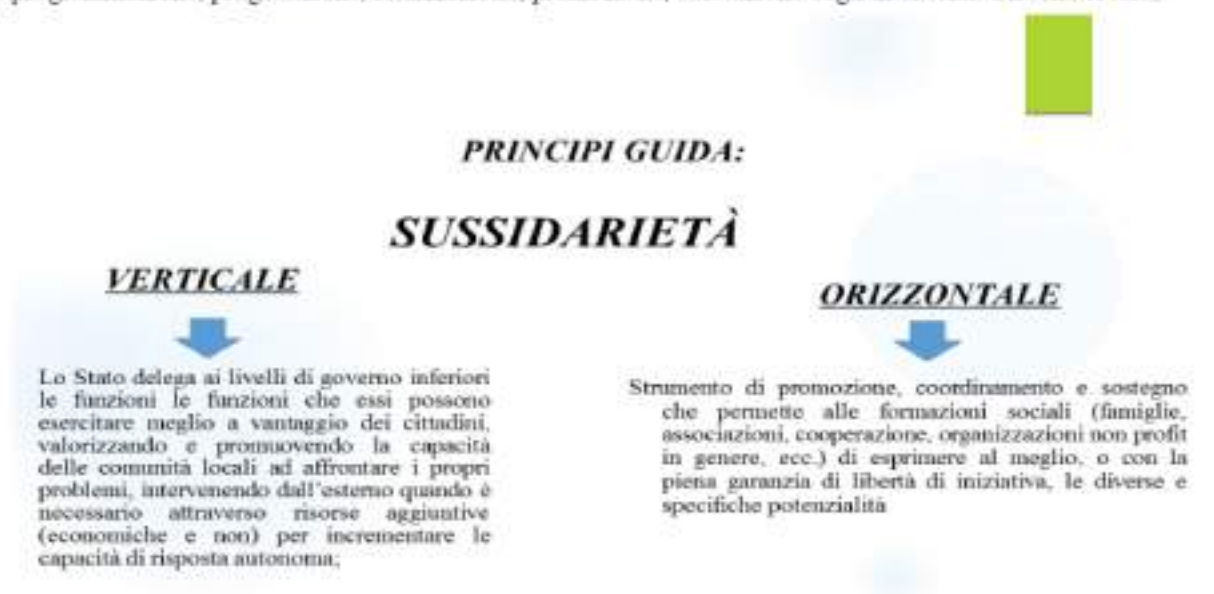 PRINCIPI GUIDA:
SUSSIDARIETÀ
VERTICALE
Lo Stato delega ai livelli di governo inferiori
le funzioni le funzioni che essi possono
esercitare meglio a vantaggio dei cittadini,
valorizzando e promuovendo la capacità
delle comunità locali ad affrontare i propri
problemi, intervenendo dall'esterno quando è
necessario attraverso risorse aggiuntive
(economiche e non) per incrementare le
capacità di risposta autonoma;
ORIZZONTALE
Strumento di promozione, coordinamento e sostegno
che permette alle formazioni sociali (famiglie,
associazioni, cooperazione, organizzazioni non profit
in genere, ecc.) di esprimere al meglio, o con la
piena garanzia di libertà di iniziativa, le diverse e
specifiche potenzialità